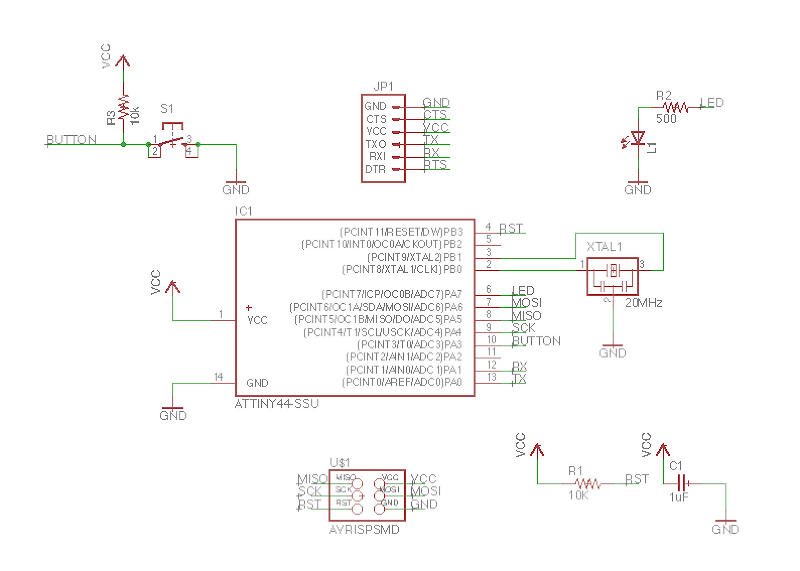 VCC
R3
10k
BUTTON
S1
1
2
3
4
GND
JP1
GND GND
CTS CTS
VCC VCC
TXO TX
RXI RX
DTR RTS
R2
500
LED
L1
GND
IC1
(PCINT11/RESET/DW)PB3 4 RST
(PCINT10/INT0/OC0A/CKOUT)PB2 5
(PCINT9/XTAL2)PB1 3
(PCINT8/XTAL1/CLKI)PB0 2
(PCINT7/ICP/OC0B/ADC7)PA7 6 LED
(PCINT6/OC1A/SDA/MOSI/ADC6)PA6 7 MOSI
(PCINT5/OC1B/MISO/DO/ADC5)PA5 8 MISO
(PCINT4/T1/SCL/USCK/ADC4)PA4 9 SCK
(PCINT3/T0/ADC3)PA3 10 BUTTON
(PCINT2/AIN1/ADC2)PA2 11
(PCINT1/AIN0/ADC1)PA1 12 RX
(PCINT0/AREF/ADC0)PA0 13 TX
VCC
1
VCC
14
GND
GND
ATTINY44-SSU
XTAL1
1
3
2
20MHz
GND
U$1
MISO MISO VCC VCC
SCK SCK MOSI MOSI
RST RST GND GND
AVRISPSMD
VCC
R1
10K
RST
VCC
C1
1uF
GND